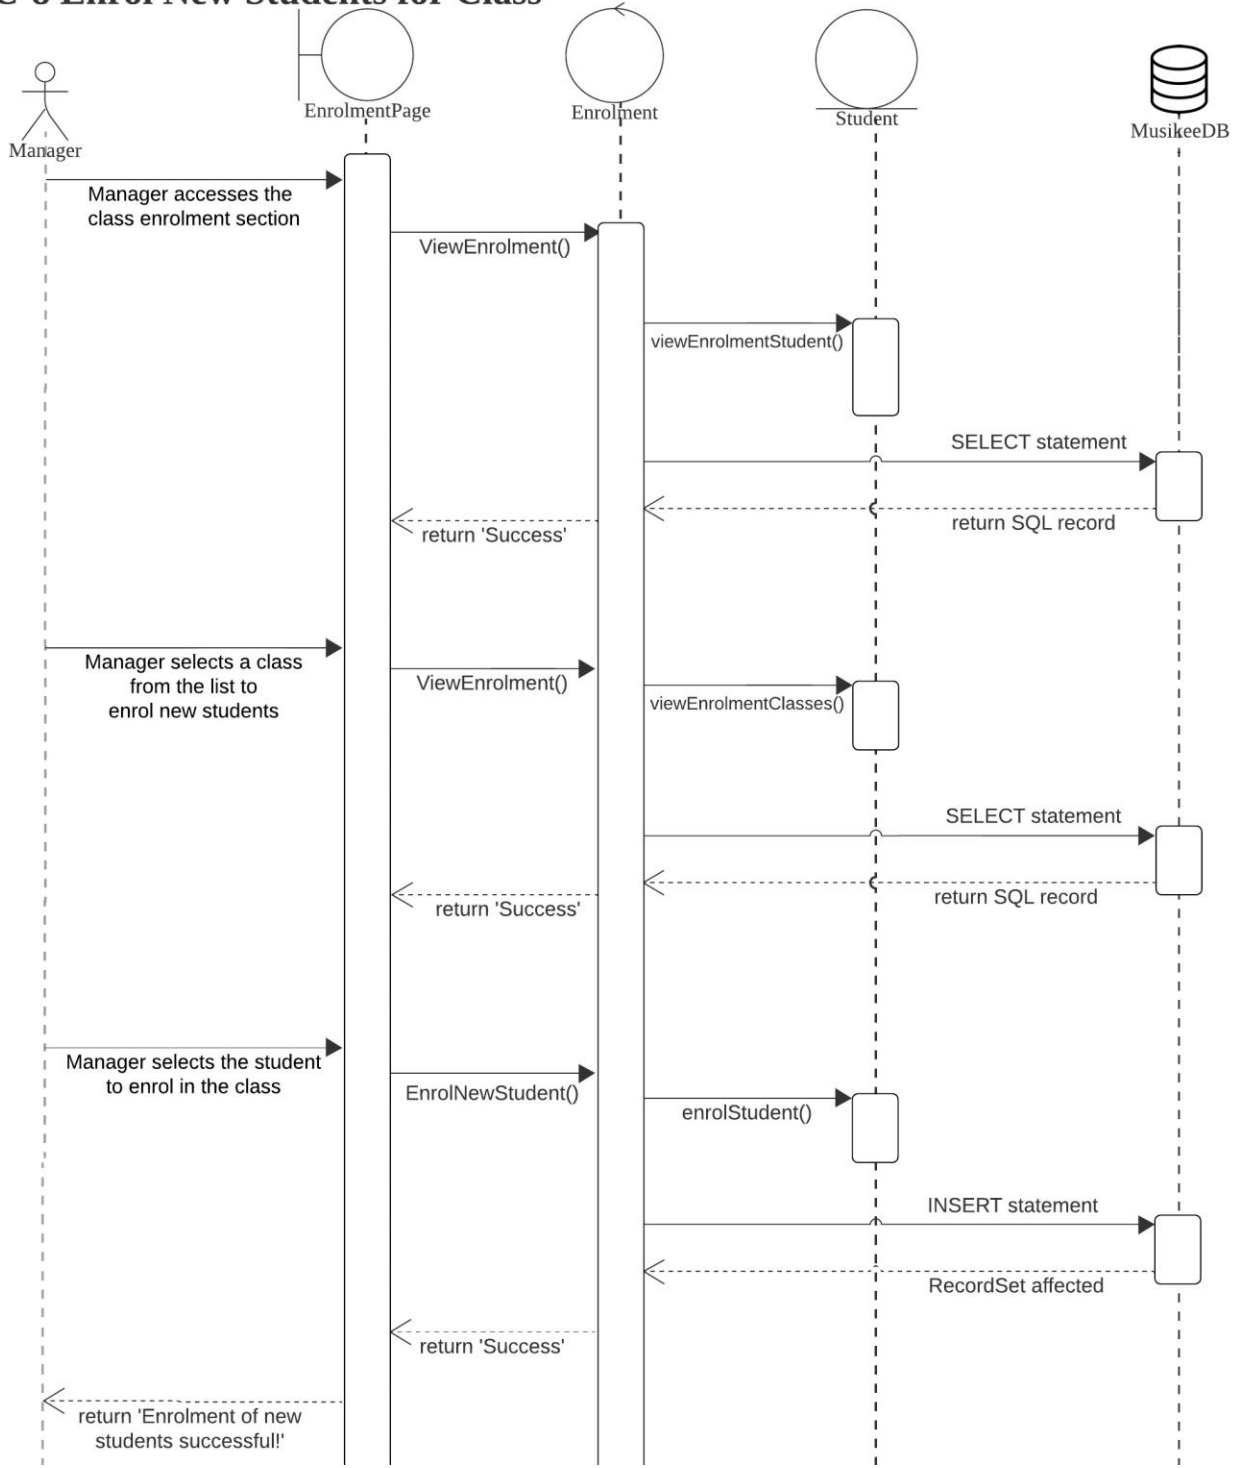 C-8 Enrol New Students for Class
Manager
EnrolmentPage
Enrolment
Student
MusikeeDB
Manager accesses the
class enrolment section
ViewEnrolment()
viewEnrolmentStudent()
SELECT statement
return SQL record
return 'Success'
Manager selects a class
from the list to
enrol new students
ViewEnrolment()
viewEnrolmentClasses()
SELECT statement
return SQL record
return 'Success'
Manager selects the student
to enrol in the class
EnrolNewStudent()
enrolStudent()
INSERT statement
RecordSet affected
return 'Success'
return 'Enrolment of new
students successful!'